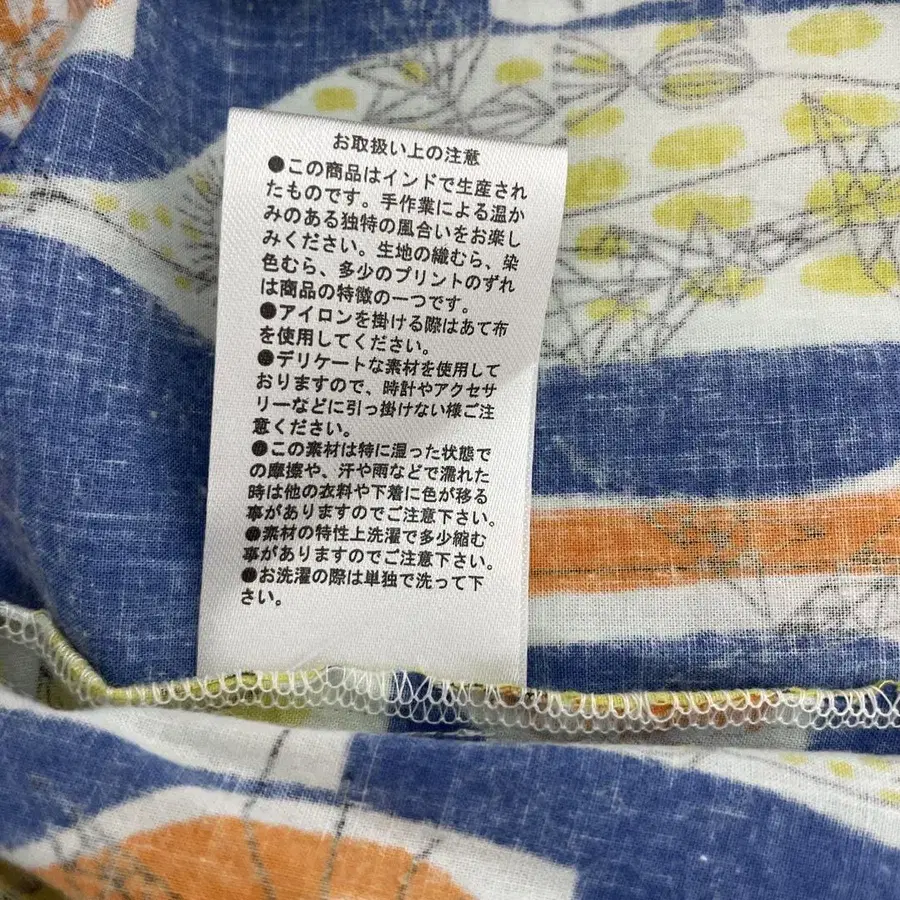 お取扱い上の注意
●この商品はインドで生産され
たものです。手作業による温か
みのある独特の風合いをお楽し
みください。生地の織むら、染
色むら、多少のプリントのずれ
は商品の特徴の一つです。
●アイロンを掛ける際はあて布
を使用してください。
●デリケートな素材を使用して
おりますので、時計やアクセサ
リーなどに引っ掛けない様ご注
意ください。
●この素材は特に湿った状態で
の摩擦や、汗や雨などで濡れた
時は他の衣料や下着に色が移る
事がありますのでご注意下さい。
●素材の特性上洗濯で多少縮む
事がありますのでご注意下さい。
●お洗濯の際は単独で洗って下
さい。